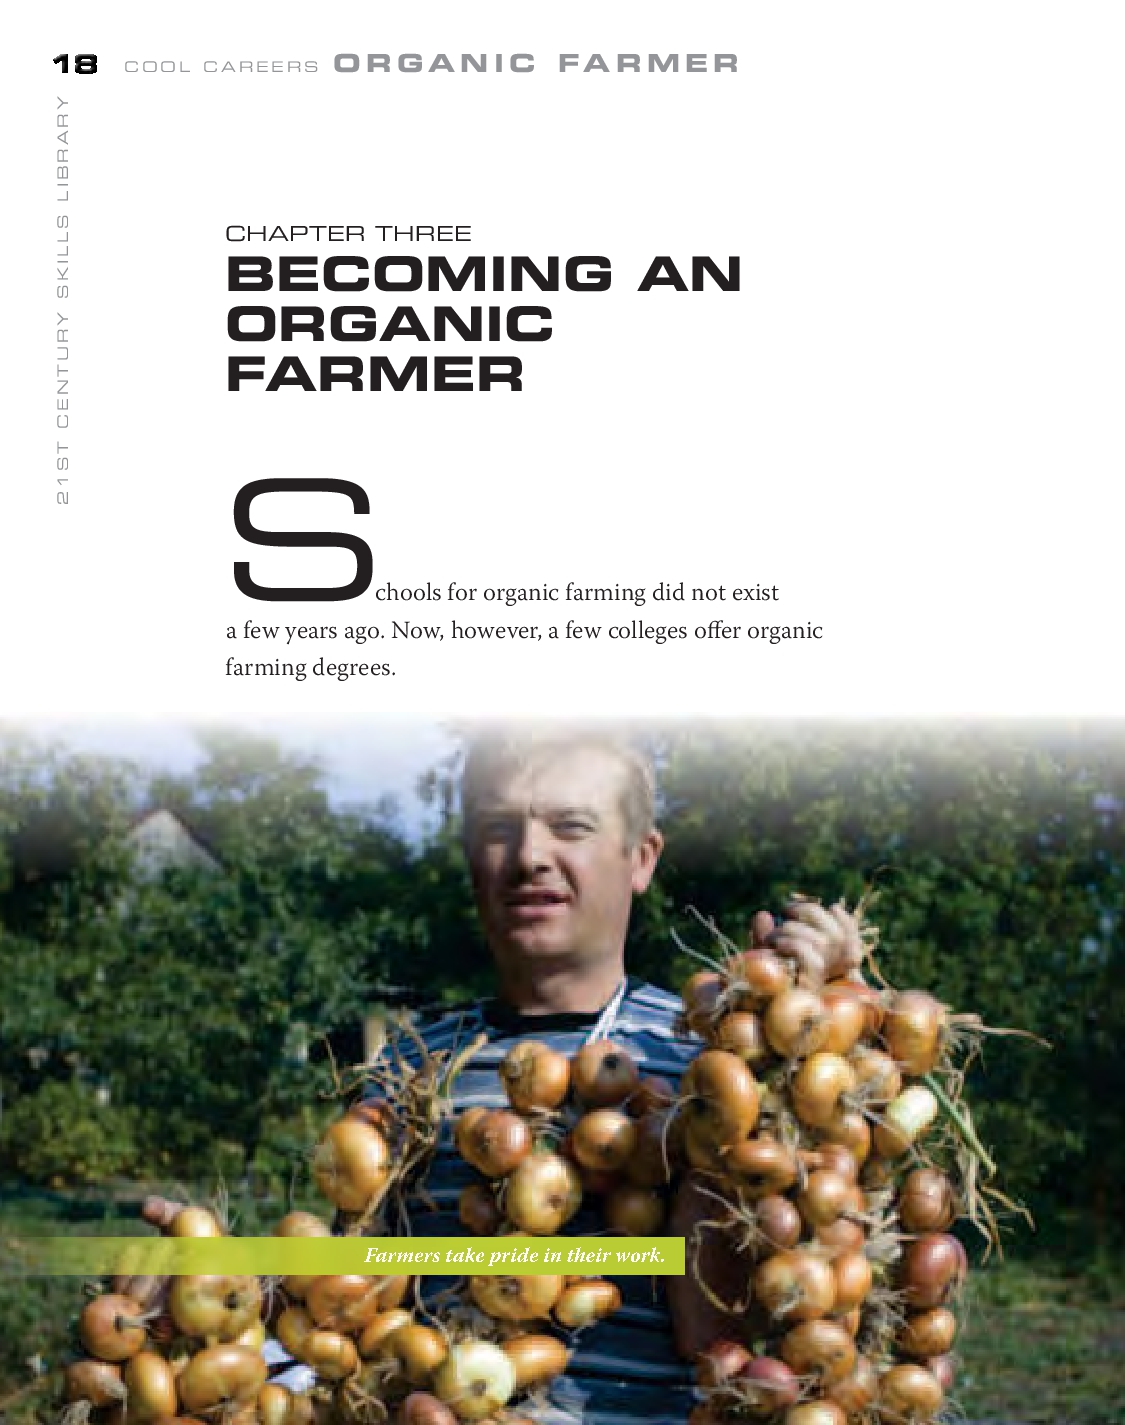 18 COOL CAREERS ORGANIC FARMER
21ST CENTURY SKILLS LIBRARY
CHAPTER THREE
BECOMING AN
ORGANIC
FARMER
Schools for organic farming did not exist
a few years ago. Now, however, a few colleges offer organic
farming degrees.
Farmers take pride in their work.